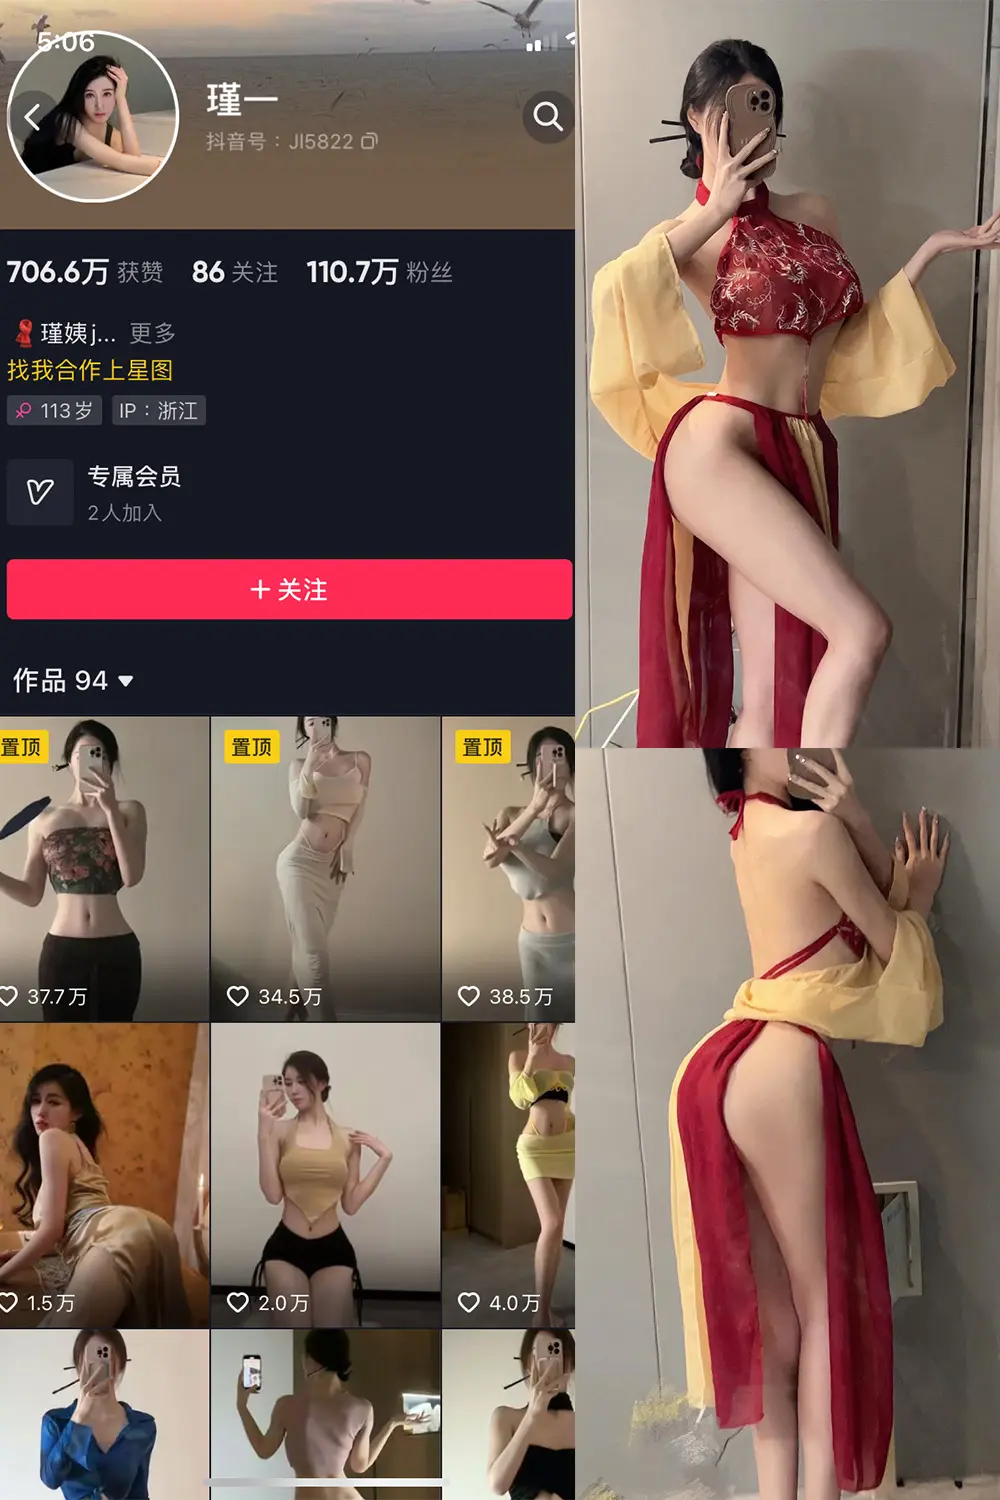 5:06
瑾一
抖音号：JI5822
706.6万 获赞 86 关注 110.7万 粉丝
瑾姨j... 更多
找我合作上星图
113岁 IP：浙江
专属会员
2人加入
＋关注
作品 94
置顶 置顶 置顶
37.7万 34.5万 38.5万
1.5万 2.0万 4.0万